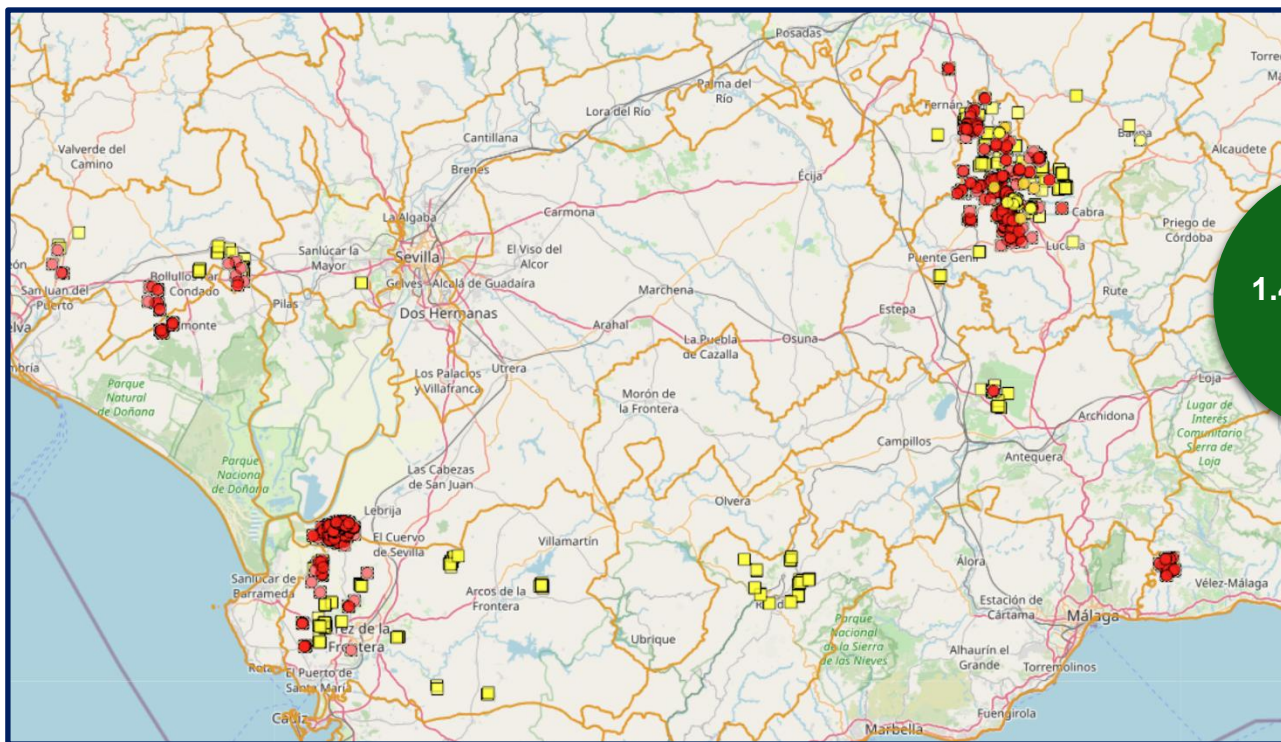 Posadas
Palma del
Río
Lora del Río
Cantillana
Valverde del
Camino
Brenes
Écija
Alcaudete
La Algaba
Carmona
Cabra
Priego de
Córdoba
Sanlúcar la
Mayor
Sevilla
El Viso del
Alcor
Puente Genil
San Juan del
Puerto
Pilas
Gelves
Alcalá de Guadaíra
Marchena
Rute
1.4
Dos Hermanas
Estepa
Arahal
La Puebla
de Cazalla
Osuna
Utrera
Los Palacios
y Villafranca
Loja
Parque
Natural
de Doñana
Morón de
la Frontera
Archidona
Lugar de
Interés
Comunitario
Sierra de
Loja
Campillos
Antequera
Parque
Naciona
de Doñana
Las Cabezas
de San Juan
Olvera
Lebrija
El Cuervo
de Sevilla
Villamartín
Álora
Sanlúcar de
Barrameda
Arcos de la
Frontera
Vélez-Málaga
Estación de
Cártama
Málaga
Frontera
Ubrique
Parque
Nacional
de la Sierra
de las Nieves
Alhaurín el
Grande
Torremolinos
El Puerto de
Santa María
Fuengirola
Cádiz
Marbella